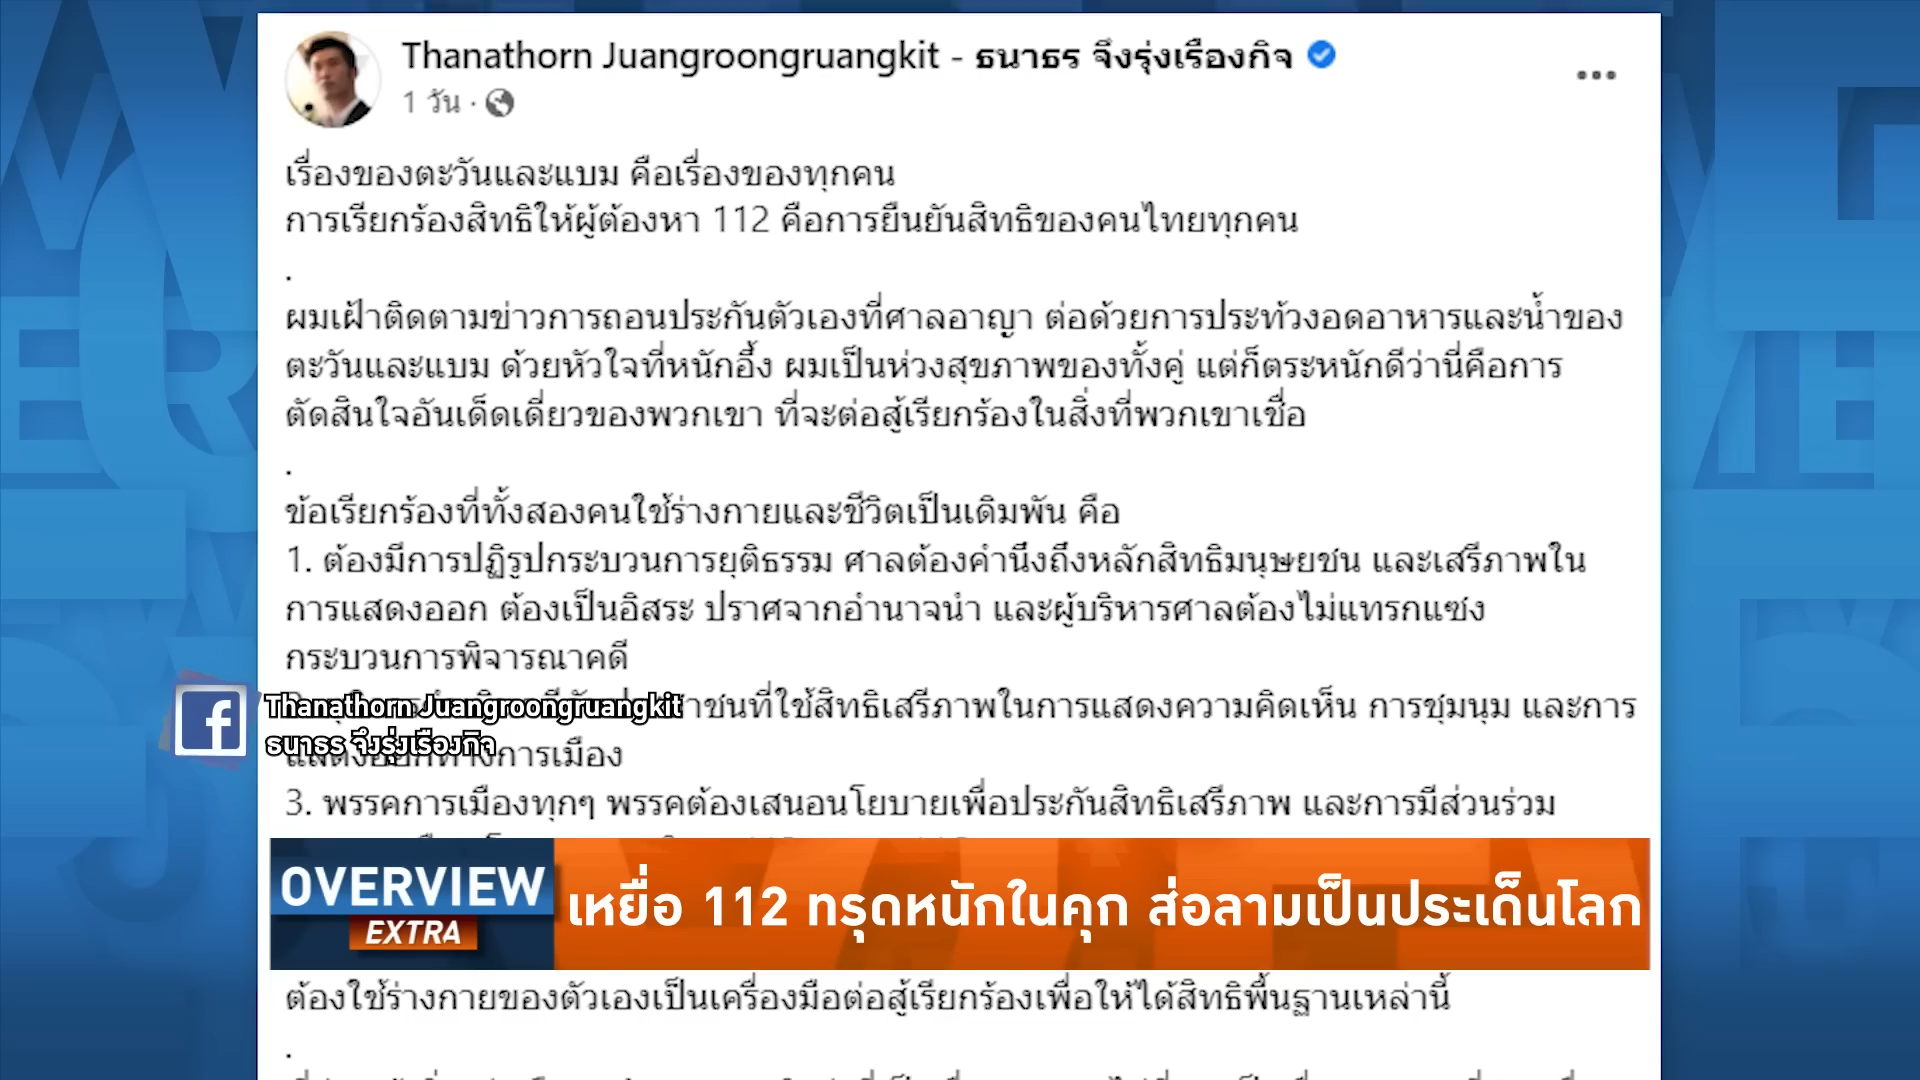 Thanathorn Juangroongruangkit - ธนาธร จึงรุ่งเรืองกิจ
1 วัน ·
เรื่องของตะวันและแบม คือเรื่องของทุกคน
การเรียกร้องสิทธิให้ผู้ต้องหา 112 คือการยืนยันสิทธิของคนไทยทุกคน
.
ผมเฝ้าติดตามข่าวการถอนประกันตัวเองที่ศาลอาญา ต่อด้วยการประท้วงอดอาหารและน้ำของ
ตะวันและแบม ด้วยหัวใจที่หนักอึ้ง ผมเป็นห่วงสุขภาพของทั้งคู่ แต่ก็ตระหนักดีว่านี่คือการ
ตัดสินใจอันเด็ดเดี่ยวของพวกเขา ที่จะต่อสู้เรียกร้องในสิ่งที่พวกเขาเชื่อ
.
ข้อเรียกร้องที่ทั้งสองคนใช้ร่างกายและชีวิตเป็นเดิมพัน คือ
1. ต้องมีการปฏิรูปกระบวนการยุติธรรม ศาลต้องคำนึงถึงหลักสิทธิมนุษยชน และเสรีภาพใน
การแสดงออก ต้องเป็นอิสระ ปราศจากอำนาจนำ และผู้บริหารศาลต้องไม่แทรกแซง
กระบวนการพิจารณาคดี
ที่ใช้สิทธิเสรีภาพในการแสดงความคิดเห็น การชุมนุม และการ
การเมือง
Thanathorn Juangroongruangkit
ธนาธร จึงรุ่งเรืองกิจ
3. พรรคการเมืองทุกๆ พรรคต้องเสนอนโยบายเพื่อประกันสิทธิเสรีภาพ และการมีส่วนร่วม
OVERVIEW
EXTRA
เหยื่อ 112 ทรุดหนักในคุก ส่อลามเป็นประเด็นโลก
ต้องใช้ร่างกายของตัวเองเป็นเครื่องมือต่อสู้เรียกร้องเพื่อให้ได้สิทธิพื้นฐานเหล่านี้
.